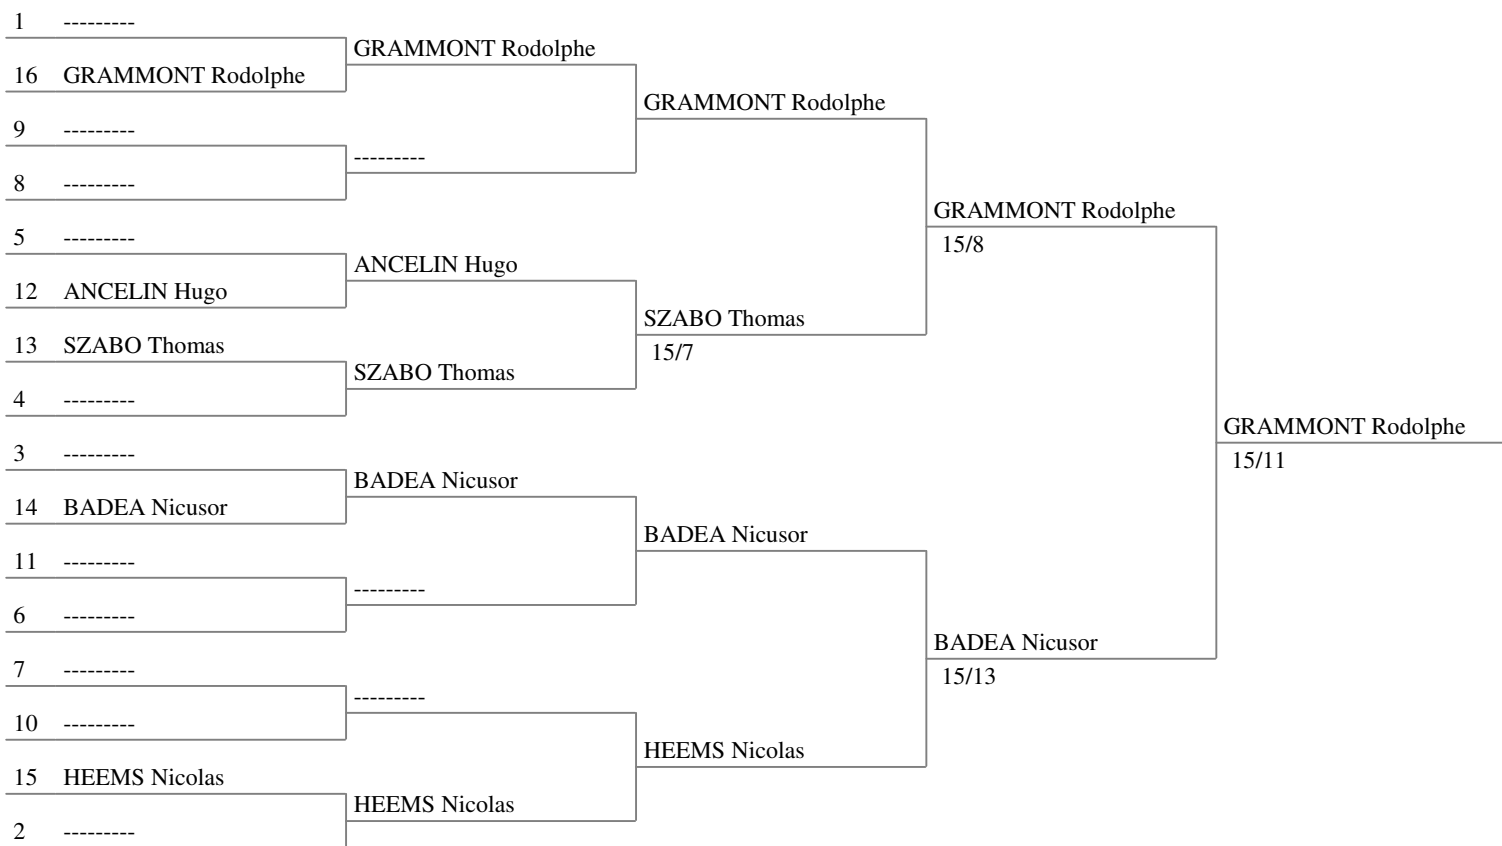 1 ---------
16 GRAMMONT Rodolphe
9 ---------
8 ---------
5 ---------
12 ANCELIN Hugo
13 SZABO Thomas
4 ---------
3 ---------
14 BADEA Nicusor
11 ---------
6 ---------
7 ---------
10 ---------
15 HEEMS Nicolas
2 ---------
GRAMMONT Rodolphe
---------
ANCELIN Hugo
SZABO Thomas
BADEA Nicusor
---------
---------
HEEMS Nicolas
GRAMMONT Rodolphe
SZABO Thomas
15/7
BADEA Nicusor
HEEMS Nicolas
GRAMMONT Rodolphe
15/8
BADEA Nicusor
15/13
GRAMMONT Rodolphe
15/11